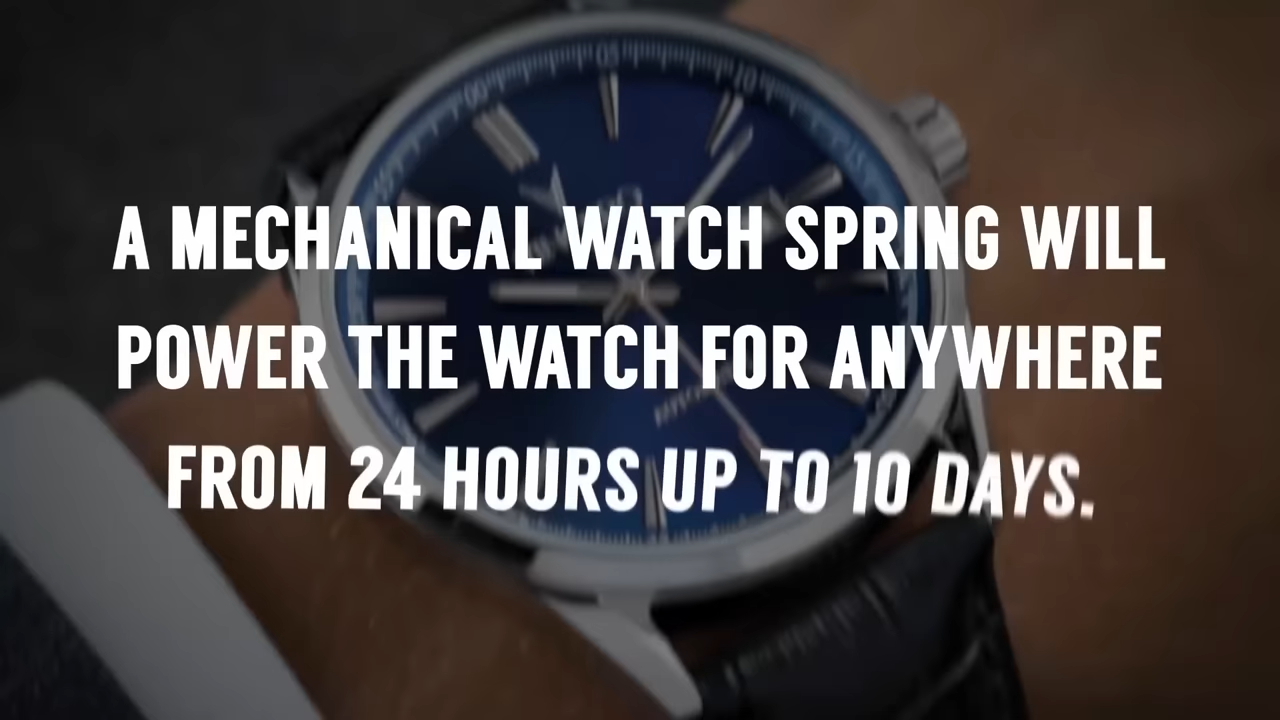 A MECHANICAL WATCH SPRING WILL
POWER THE WATCH FOR ANYWHERE
FROM 24 HOURS UP TO 10 DAYS.